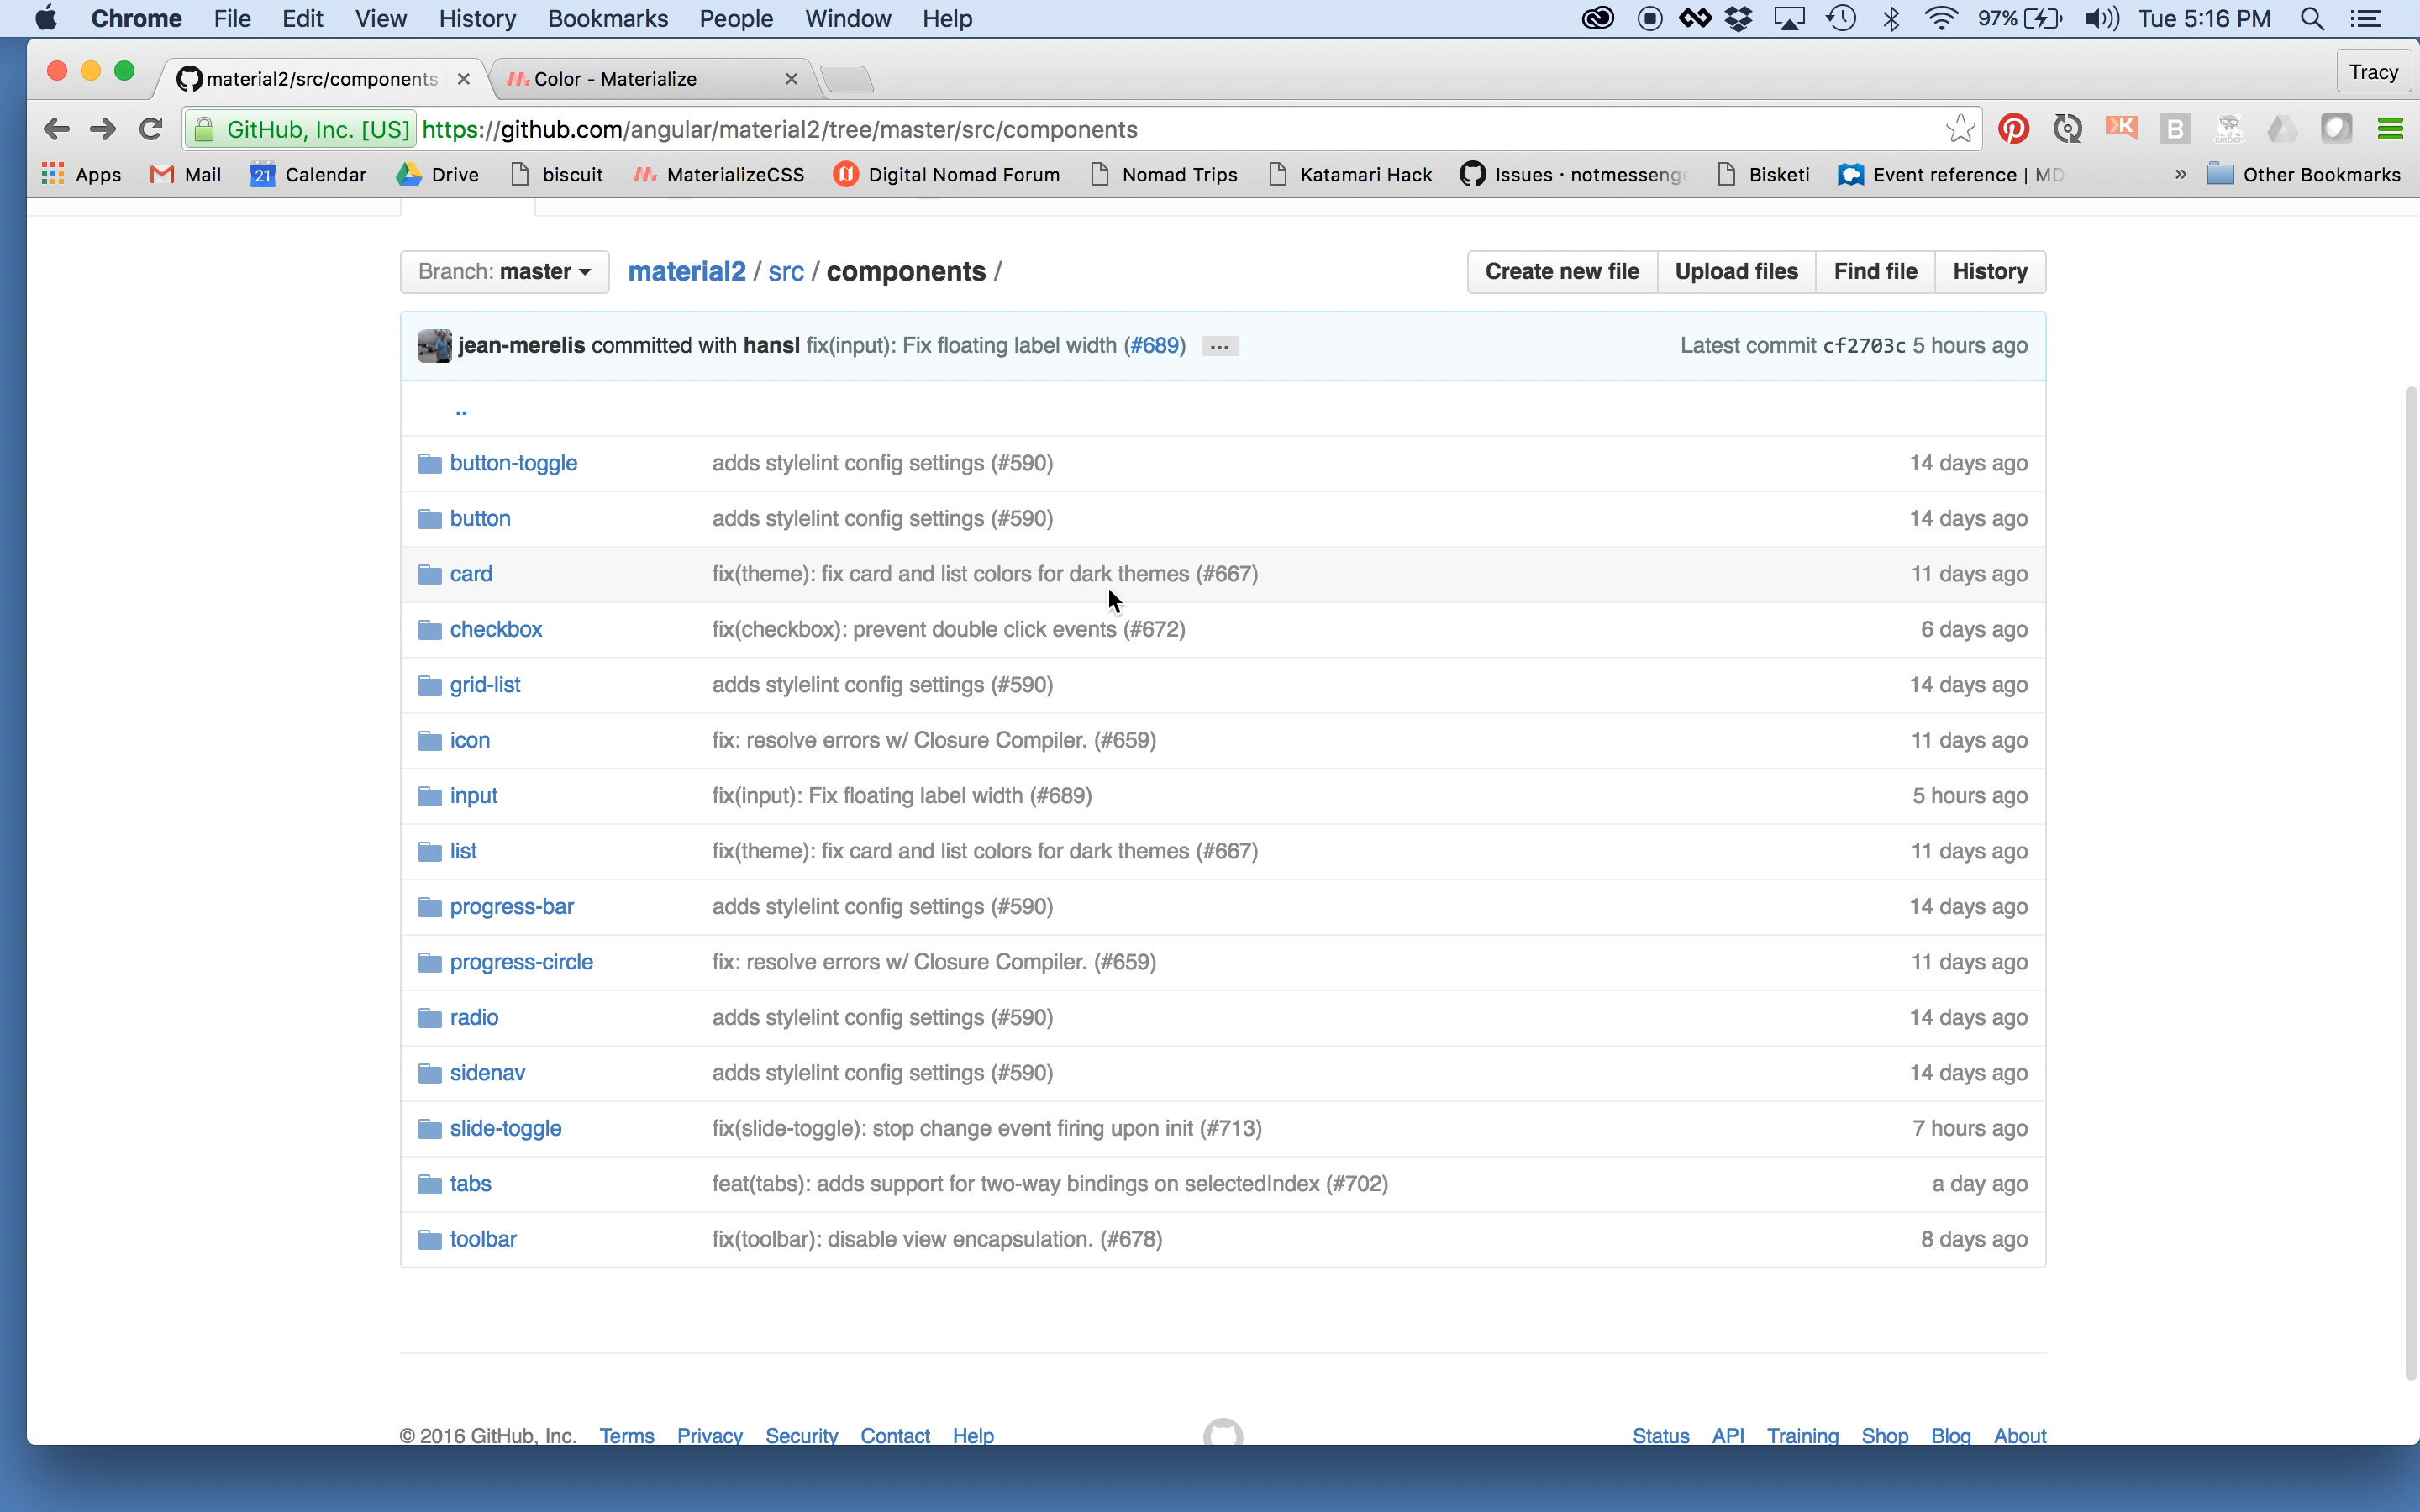 Chrome File Edit View History Bookmarks People Window Help 97% Tue 5:16 PM
material2/src/components Color - Materialize Tracy
GitHub, Inc. [US] https://github.com/angular/material2/tree/master/src/components
Apps Mail 21 Calendar Drive biscuit MaterializeCSS Digital Nomad Forum Nomad Trips Katamari Hack Issues · notmessenge Bisketi Event reference | MD » Other Bookmarks
Branch: master material2 / src / components / Create new file Upload files Find file History
jean-merelis committed with hansl fix(input): Fix floating label width (#689) … Latest commit cf2703c 5 hours ago
..
button-toggle adds stylelint config settings (#590) 14 days ago
button adds stylelint config settings (#590) 14 days ago
card fix(theme): fix card and list colors for dark themes (#667) 11 days ago
checkbox fix(checkbox): prevent double click events (#672) 6 days ago
grid-list adds stylelint config settings (#590) 14 days ago
icon fix: resolve errors w/ Closure Compiler. (#659) 11 days ago
input fix(input): Fix floating label width (#689) 5 hours ago
list fix(theme): fix card and list colors for dark themes (#667) 11 days ago
progress-bar adds stylelint config settings (#590) 14 days ago
progress-circle fix: resolve errors w/ Closure Compiler. (#659) 11 days ago
radio adds stylelint config settings (#590) 14 days ago
sidenav adds stylelint config settings (#590) 14 days ago
slide-toggle fix(slide-toggle): stop change event firing upon init (#713) 7 hours ago
tabs feat(tabs): adds support for two-way bindings on selectedIndex (#702) a day ago
toolbar fix(toolbar): disable view encapsulation. (#678) 8 days ago
© 2016 GitHub, Inc. Terms Privacy Security Contact Help Status API Training Shop Blog About